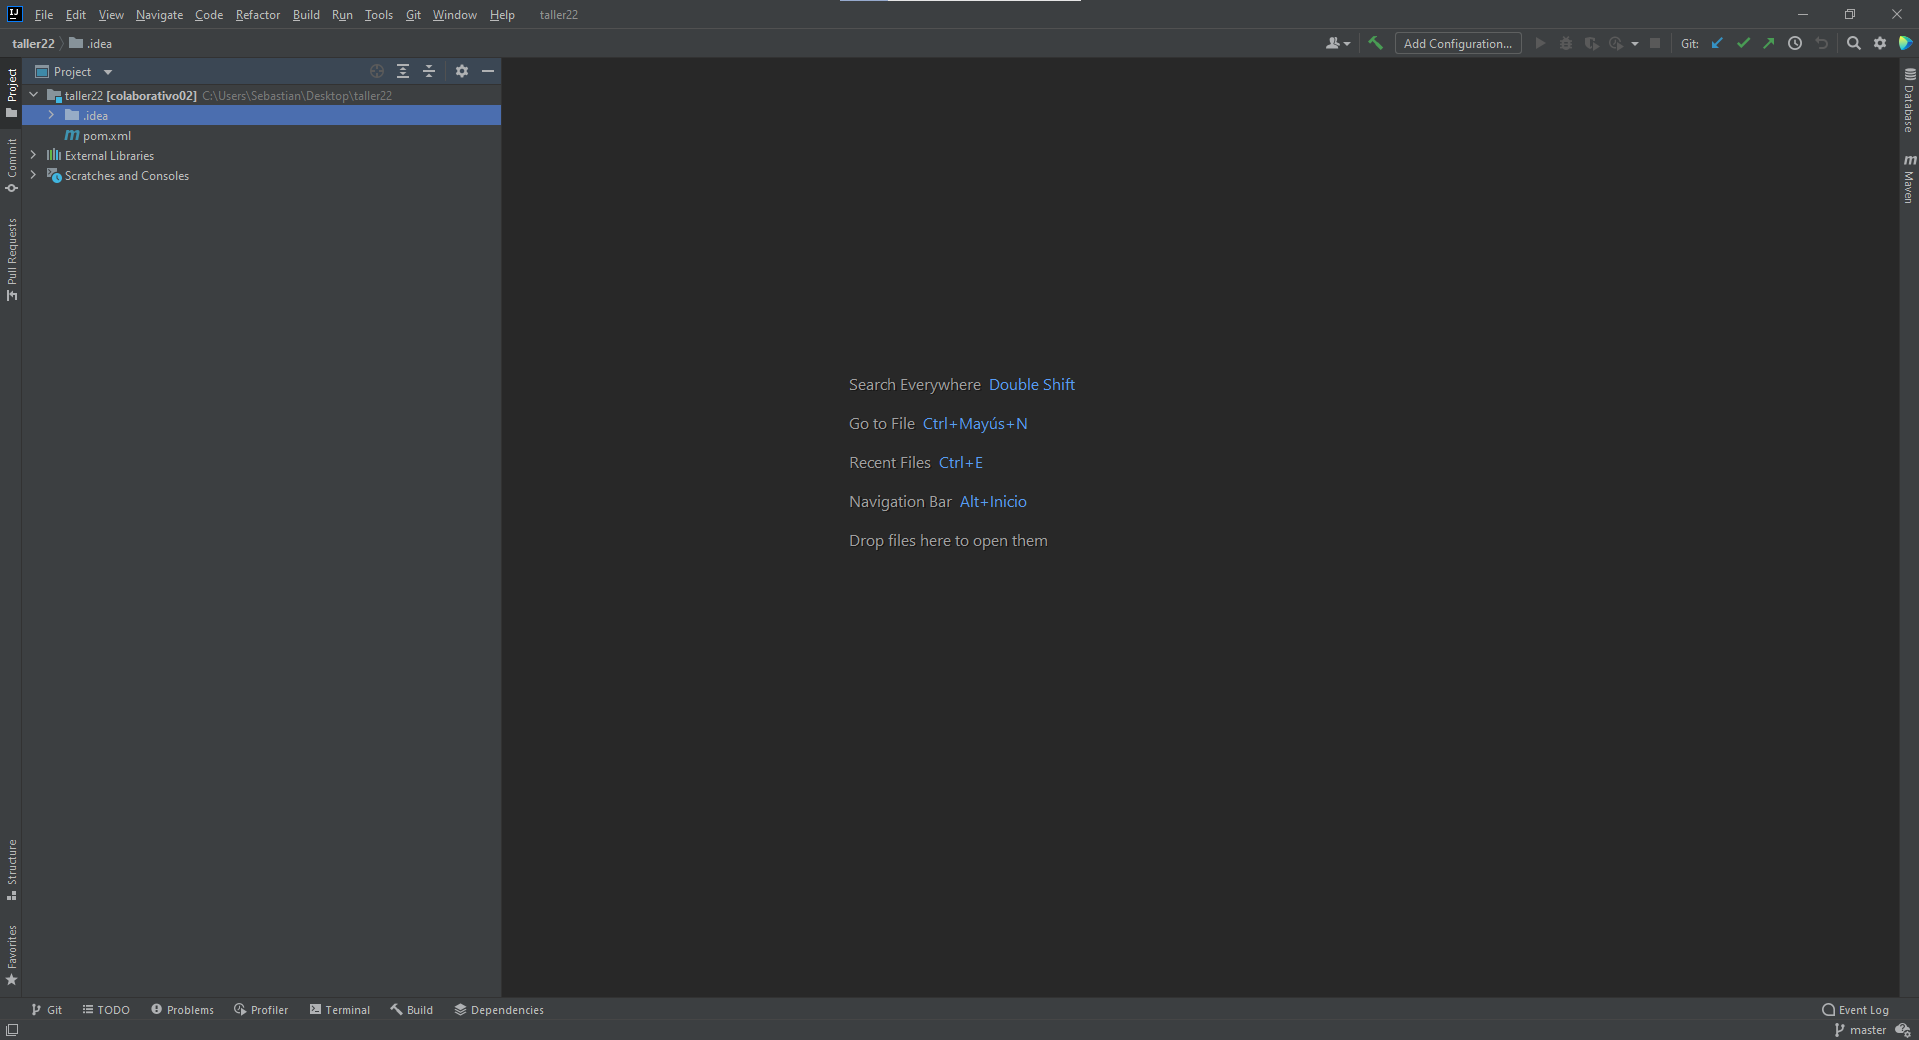 IJ File Edit View Navigate Code Refactor Build Run Tools Git Window Help taller22
taller22 .idea Add Configuration... Git:
Project
taller22 [colaborativo02] C:\Users\Sebastian\Desktop\taller22
.idea
pom.xml
External Libraries
Scratches and Consoles
Project
Commit
Pull Requests
Structure
Favorites
Search Everywhere Double Shift
Go to File Ctrl+Mayús+N
Recent Files Ctrl+E
Navigation Bar Alt+Inicio
Drop files here to open them
Database
m Maven
Git TODO Problems Profiler Terminal Build Dependencies Event Log
master